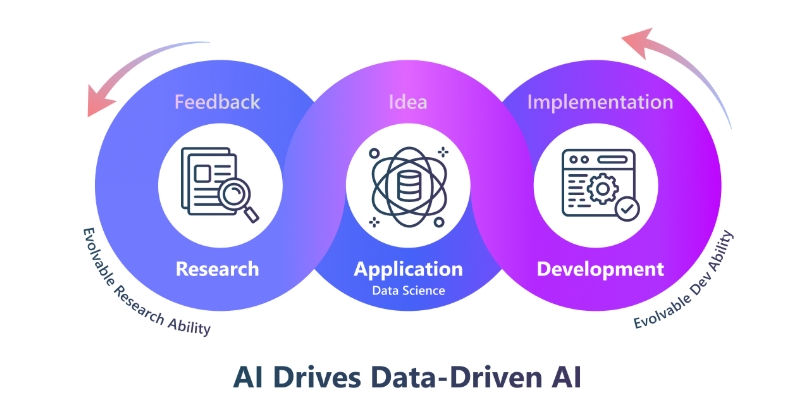 Feedback
Idea
Implementation
Research
Application
Data Science
Development
Evolvable Research Ability
Evolvable Dev Ability
AI Drives Data-Driven AI